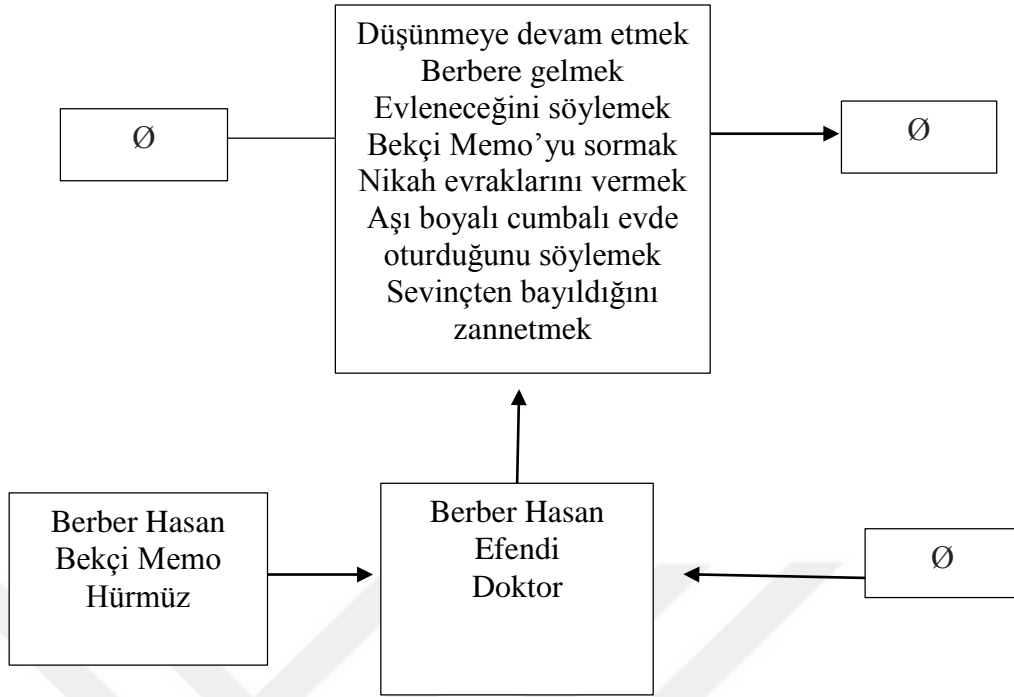 Düşünmeye devam etmek
Berbere gelmek
Evleneceğini söylemek
Bekçi Memo’yu sormak
Nikah evraklarını vermek
Aşı boyalı cumbalı evde
oturduğunu söylemek
Sevinçten bayıldığını
zannetmek
Ø
Ø
Berber Hasan
Bekçi Memo
Hürmüz
Berber Hasan
Efendi
Doktor
Ø